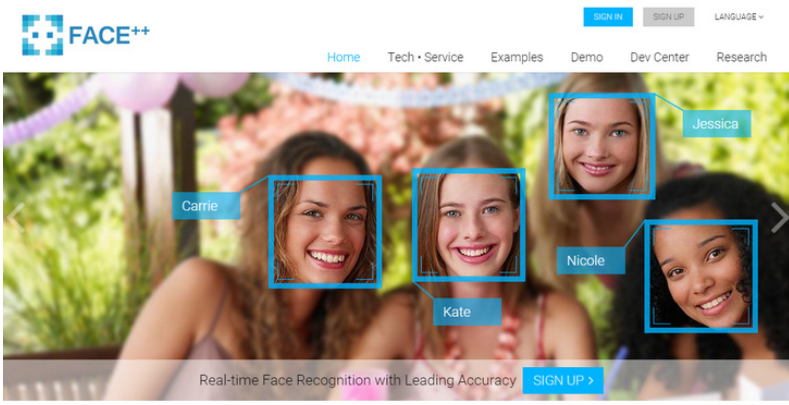 SIGN IN SIGN UP LANGUAGE
FACE++
Home Tech • Service Examples Demo Dev Center Research
Jessica
Carrie
Nicole
Kate
Real-time Face Recognition with Leading Accuracy SIGN UP >